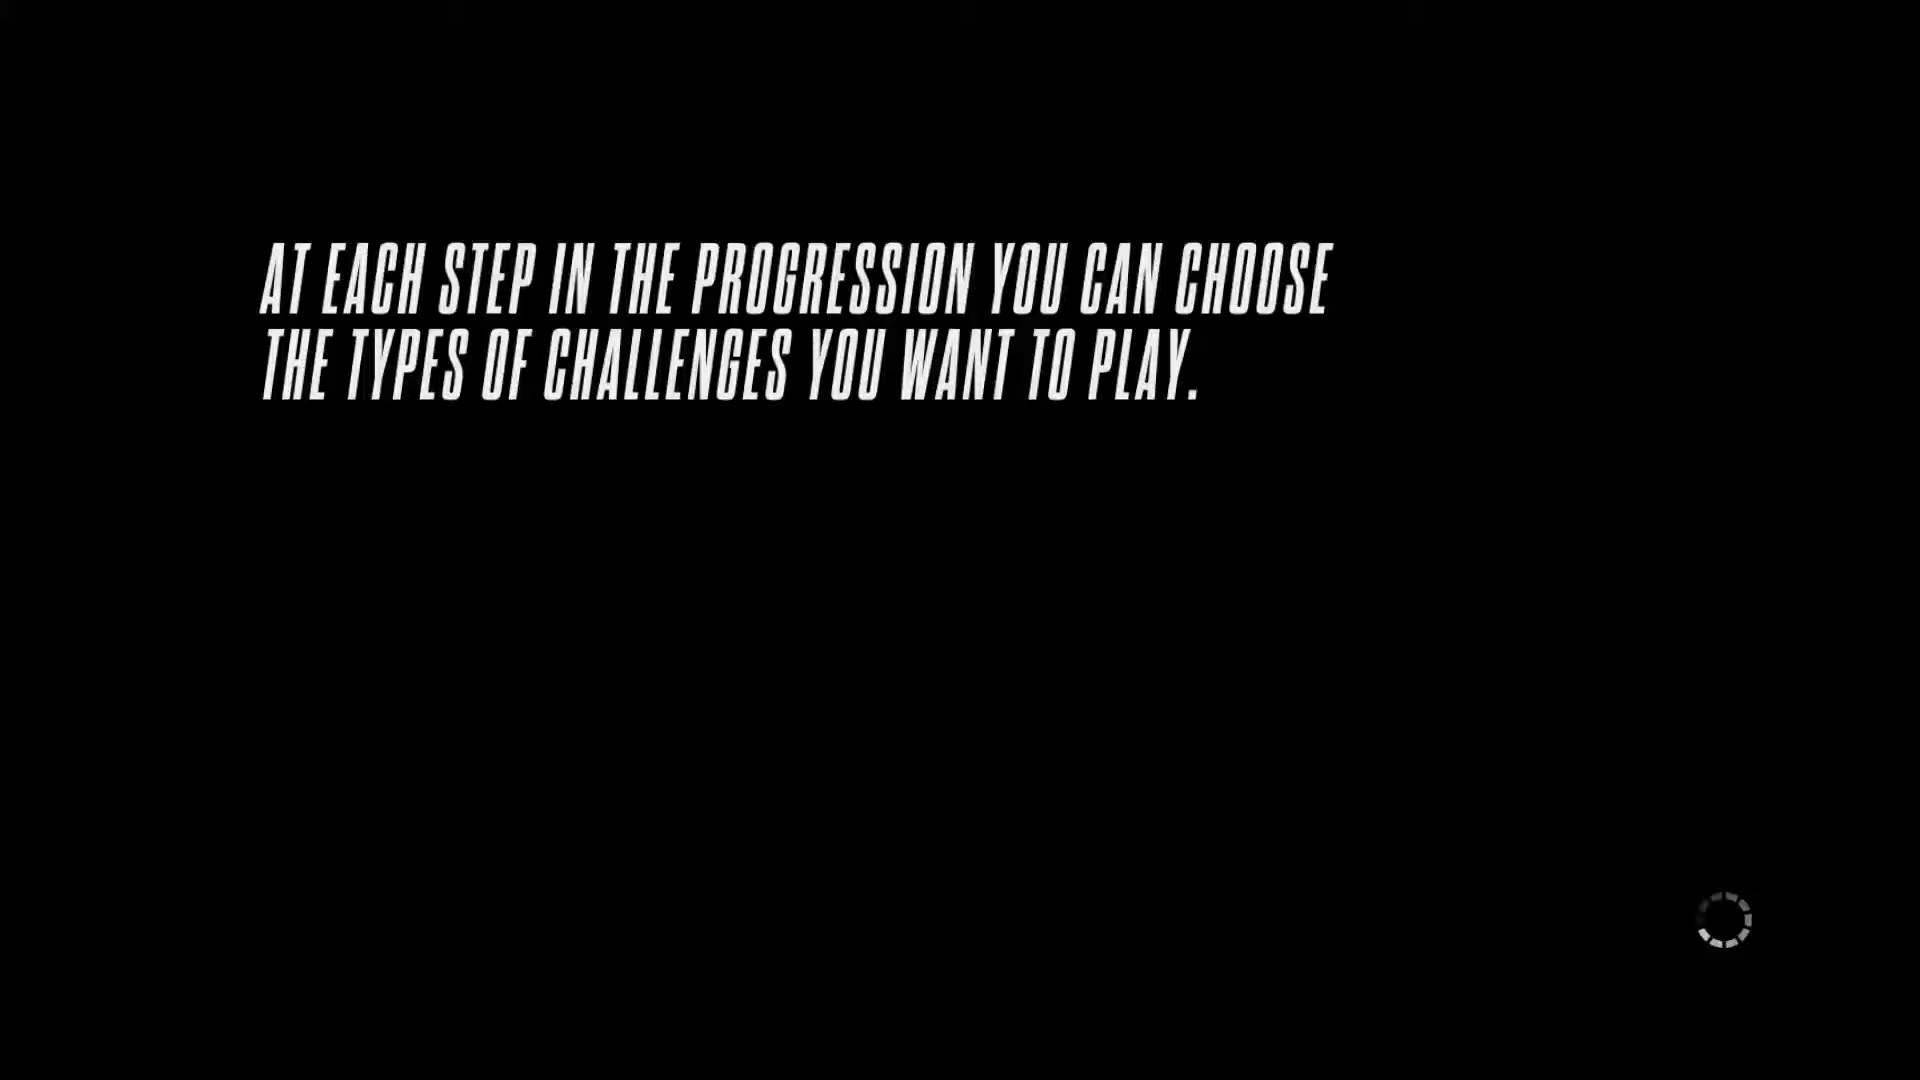 AT EACH STEP IN THE PROGRESSION YOU CAN CHOOSE
THE TYPES OF CHALLENGES YOU WANT TO PLAY.